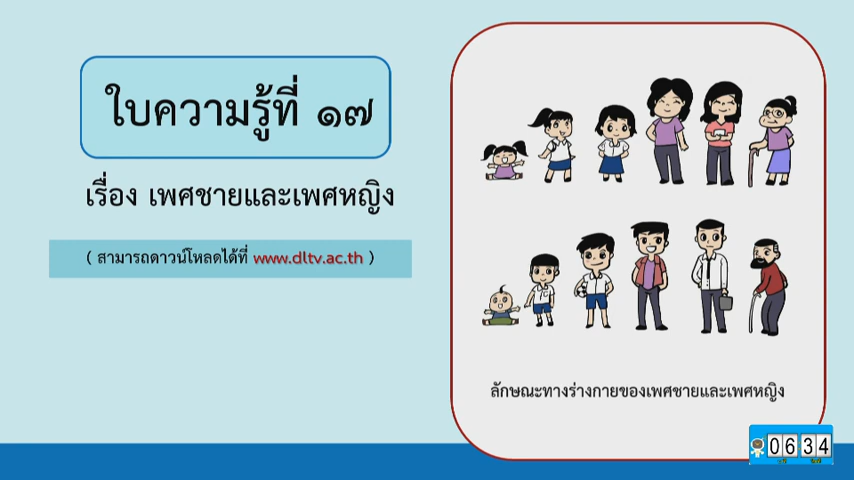 ใบความรู้ที่ ๑๗
เรื่อง เพศชายและเพศหญิง
( สามารถดาวน์โหลดได้ที่ www.dltv.ac.th )
ลักษณะทางร่างกายของเพศชายและเพศหญิง
06 34